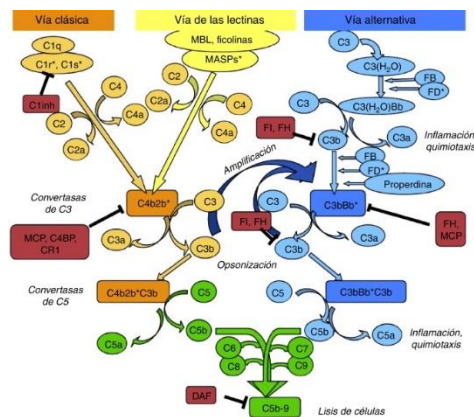 Vía clásica
Vía de las lectinas
Vía alternativa
C1q
C1r*, C1s*
C1inh
C4
C2
C4a
C2a
MBL, ficolinas
MASPs*
C2
C2a
C4
C4a
C3
C3(H₂O)
FB
FD*
C3(H₂O)Bb
C3
C3a
Inflamación
quimiotaxis
FI, FH
C3b
FB
FD*
Properdina
Amplificación
Convertasas
de C3
C4b2b*
C3
C3a
C3b
MCP, C4BP,
CR1
FI, FH
C3
C3bBb*
C3b
C3a
FH,
MCP
Opsonización
Convertasas
de C5
C4b2b*C3b
C5
C5a
C5b
C3bBb*C3b
C5
C5b
C5a
Inflamación,
quimiotaxis
C6
C7
C8
C9
DAF
C5b-9
Lisis de células